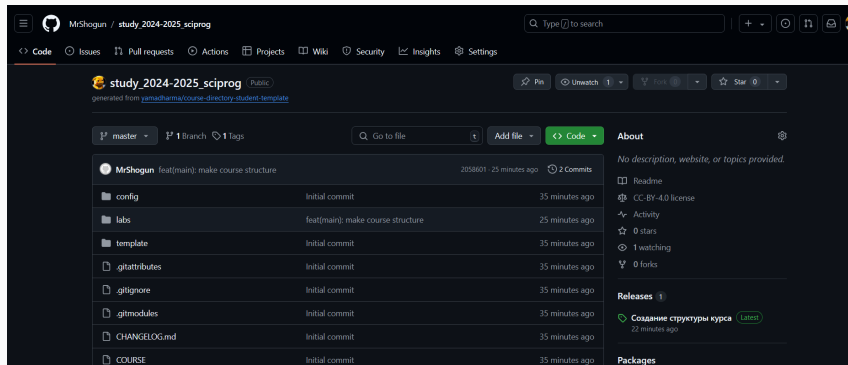 MrShogun / study_2024-2025_sciprog
Type / to search
Code Issues Pull requests Actions Projects Wiki Security Insights Settings
study_2024-2025_sciprog Public
Pin Unwatch 1 Fork 0 Star 0
generated from yamadharma/course-directory-student-template
master 1 Branch 1 Tags
Go to file t Add file Code
MrShogun feat(main): make course structure 2058601 · 25 minutes ago 2 Commits
config Initial commit 35 minutes ago
labs feat(main): make course structure 25 minutes ago
template Initial commit 35 minutes ago
.gitattributes Initial commit 35 minutes ago
.gitignore Initial commit 35 minutes ago
.gitmodules Initial commit 35 minutes ago
CHANGELOG.md Initial commit 35 minutes ago
COURSE Initial commit 35 minutes ago
About
No description, website, or topics provided.
Readme
CC-BY-4.0 license
Activity
0 stars
1 watching
0 forks
Releases 1
Создание структуры курса Latest
22 minutes ago
Packages